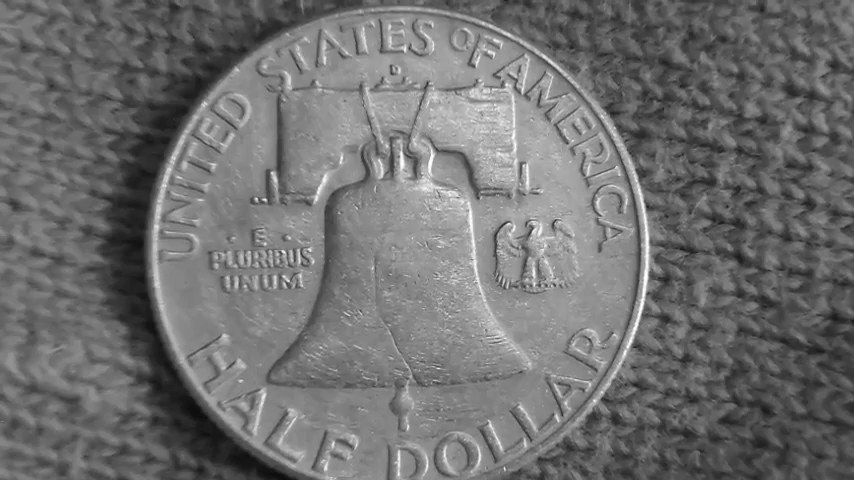 UNITED STATES OF AMERICA
D
· E ·
PLURIBUS
UNUM
HALF DOLLAR